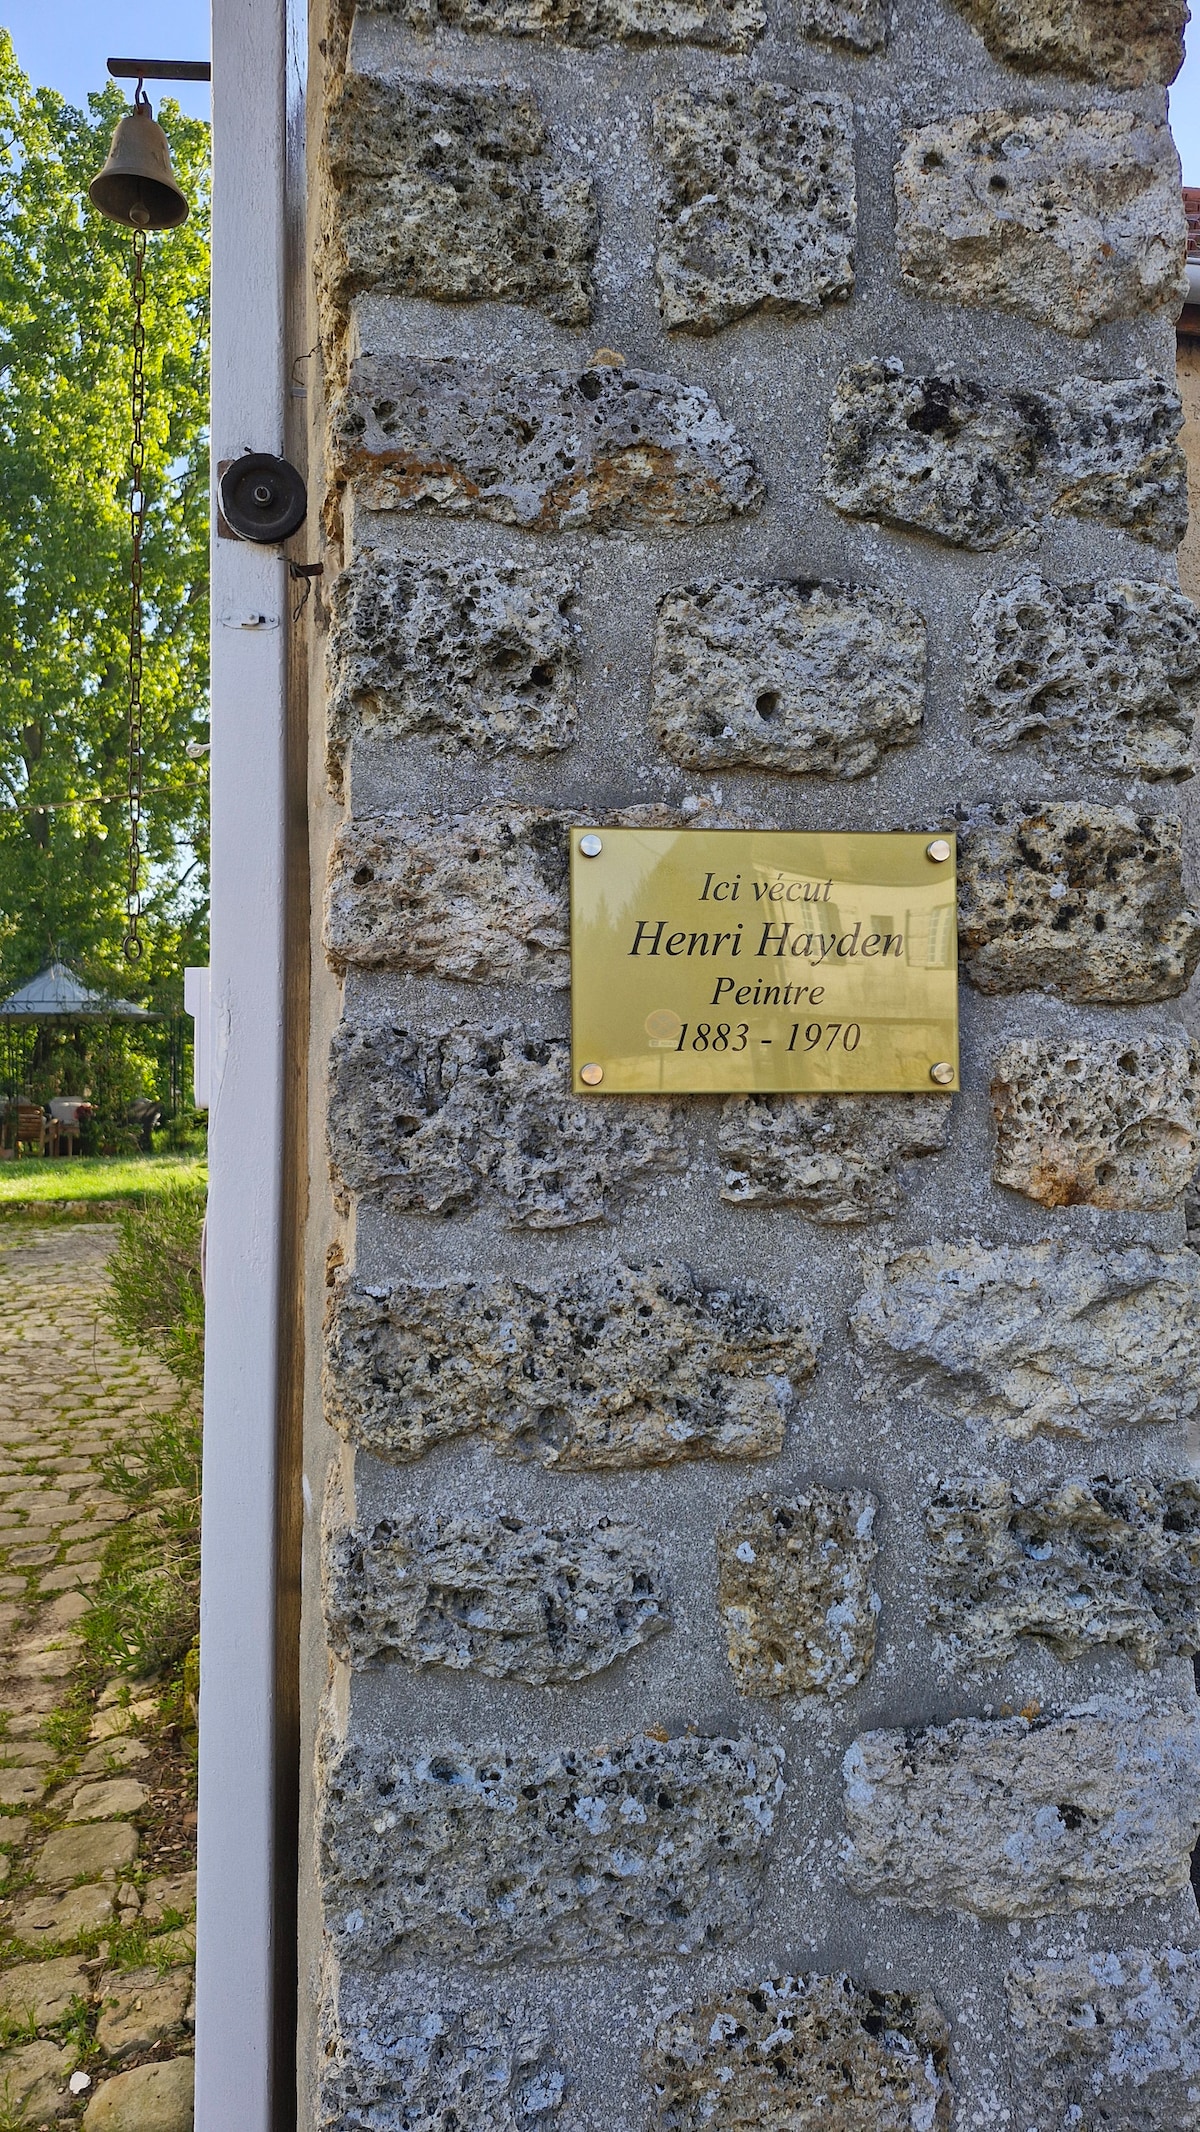 Ici vécut
Henri Hayden
Peintre
1883 - 1970